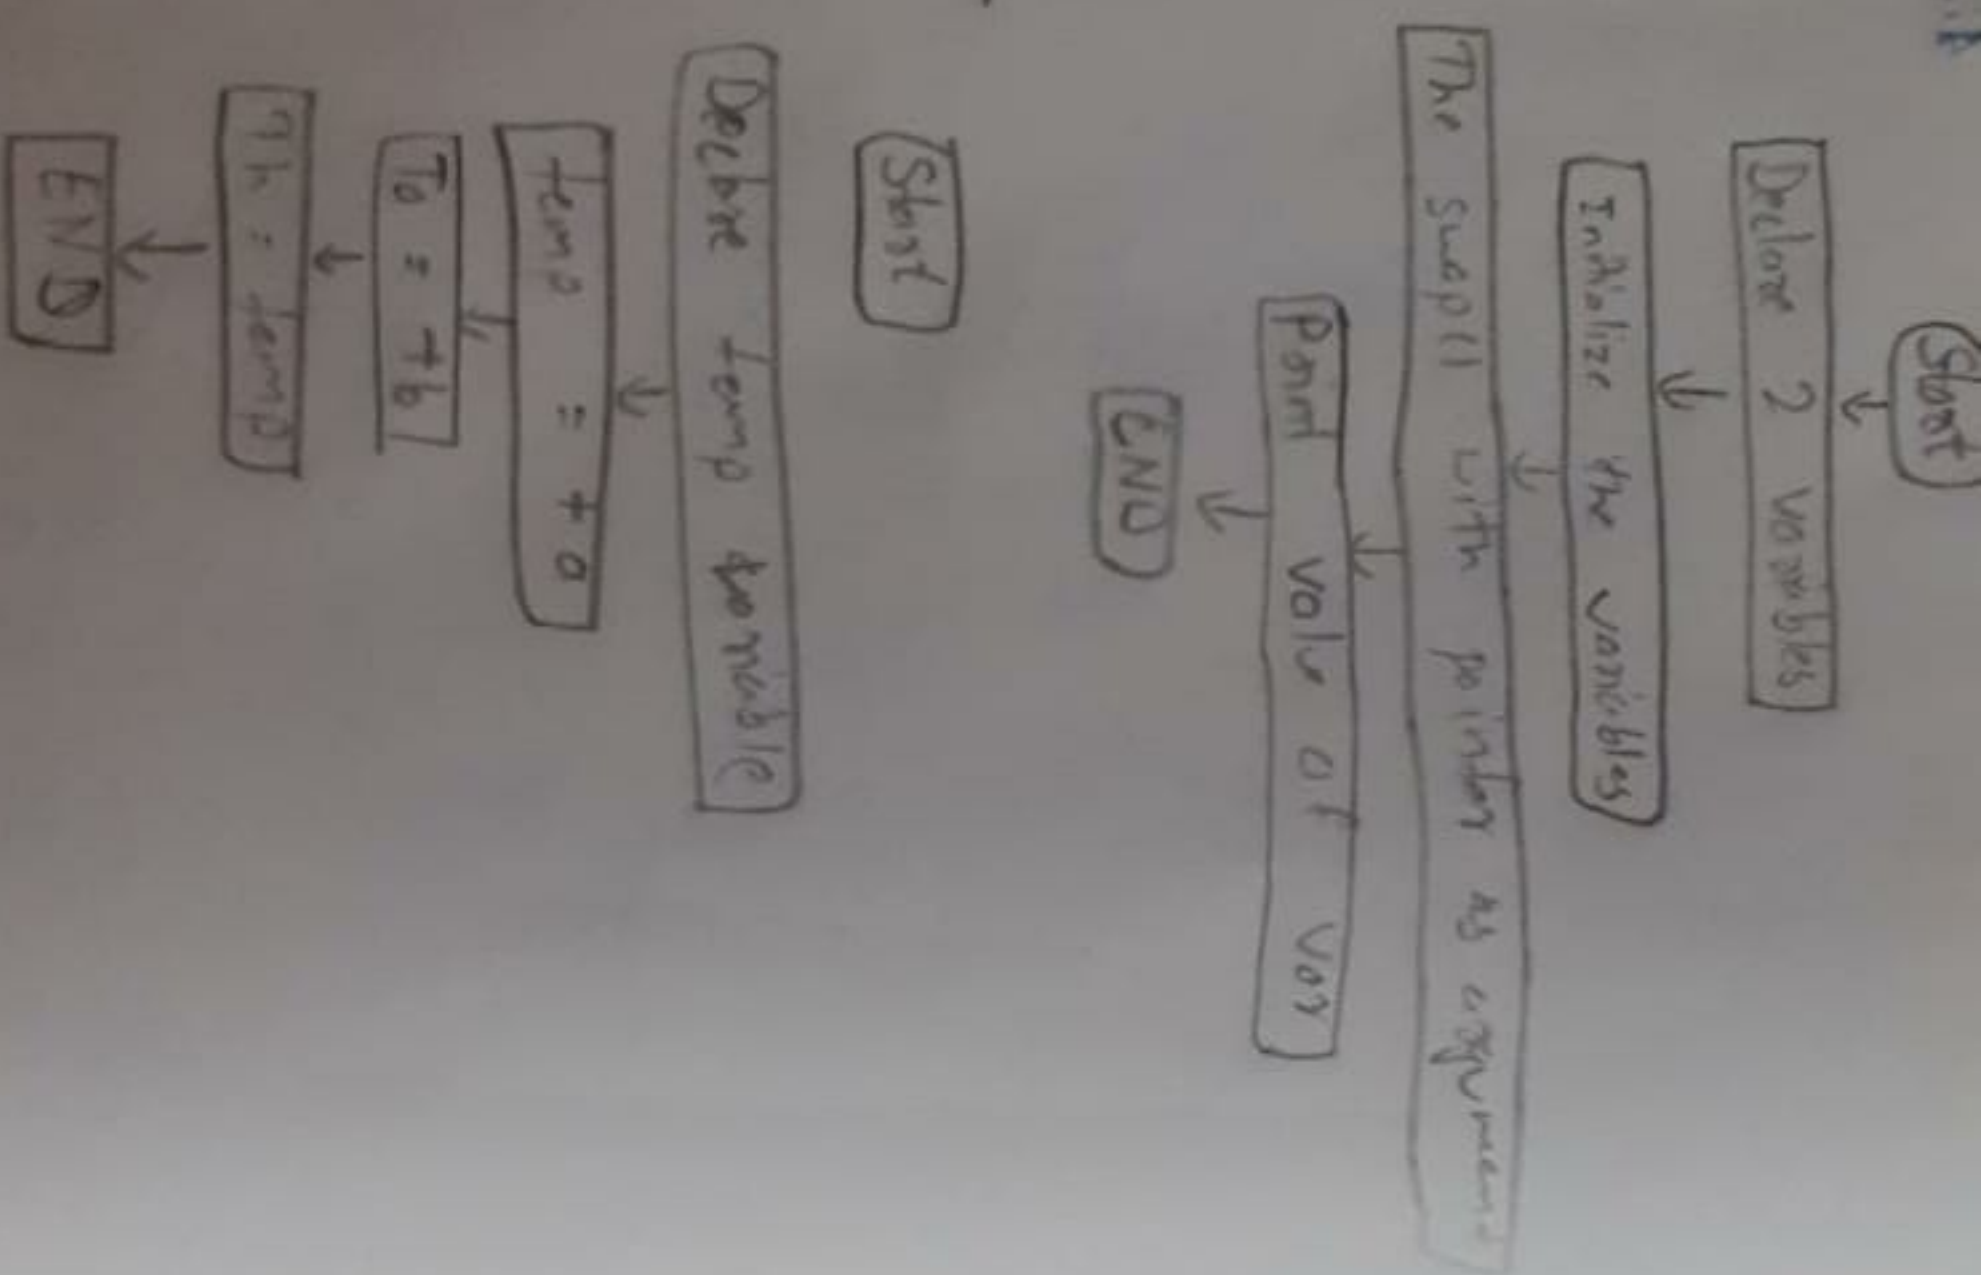 Start
Declare 2 variables
Initialize the variables
The swap() with pointer as argument
Print value of var
END
Start
Declare temp variable
temp = *a
*a = *b
*b = temp
END